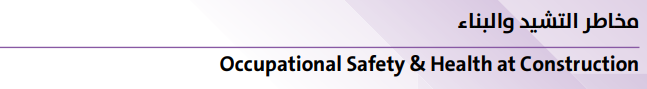 مخاطر التشيد والبناء
Occupational Safety & Health at Construction